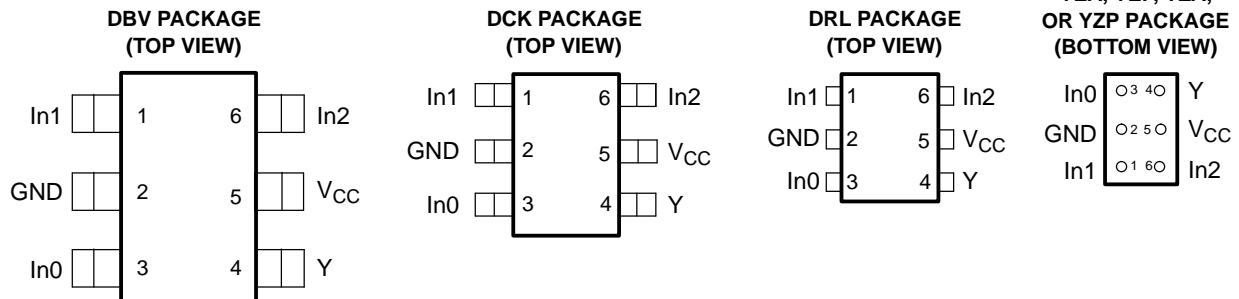 DBV PACKAGE
(TOP VIEW)
In1 1 6 In2
GND 2 5 VCC
In0 3 4 Y
DCK PACKAGE
(TOP VIEW)
In1 1 6 In2
GND 2 5 VCC
In0 3 4 Y
DRL PACKAGE
(TOP VIEW)
In1 1 6 In2
GND 2 5 VCC
In0 3 4 Y
OR YZP PACKAGE
(BOTTOM VIEW)
In0 3 4 Y
GND 2 5 VCC
In1 1 6 In2